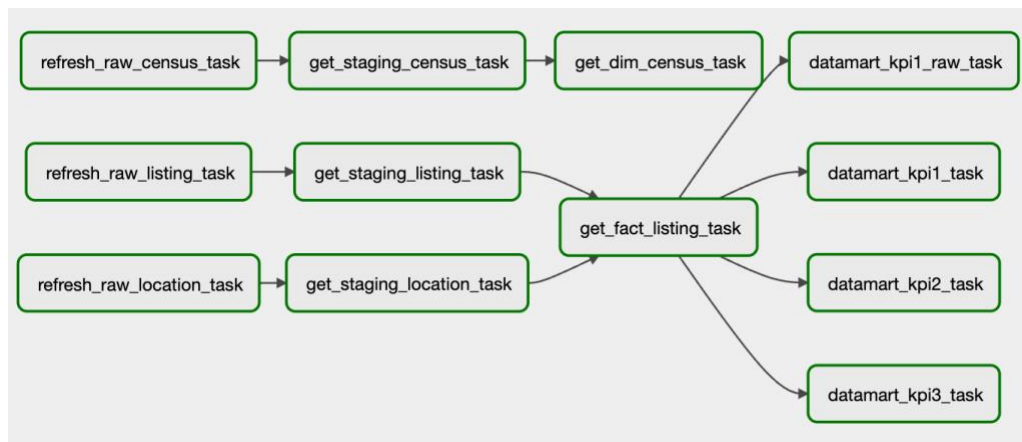 refresh_raw_census_task
get_staging_census_task
get_dim_census_task
datamart_kpi1_raw_task
refresh_raw_listing_task
get_staging_listing_task
datamart_kpi1_task
get_fact_listing_task
refresh_raw_location_task
get_staging_location_task
datamart_kpi2_task
datamart_kpi3_task